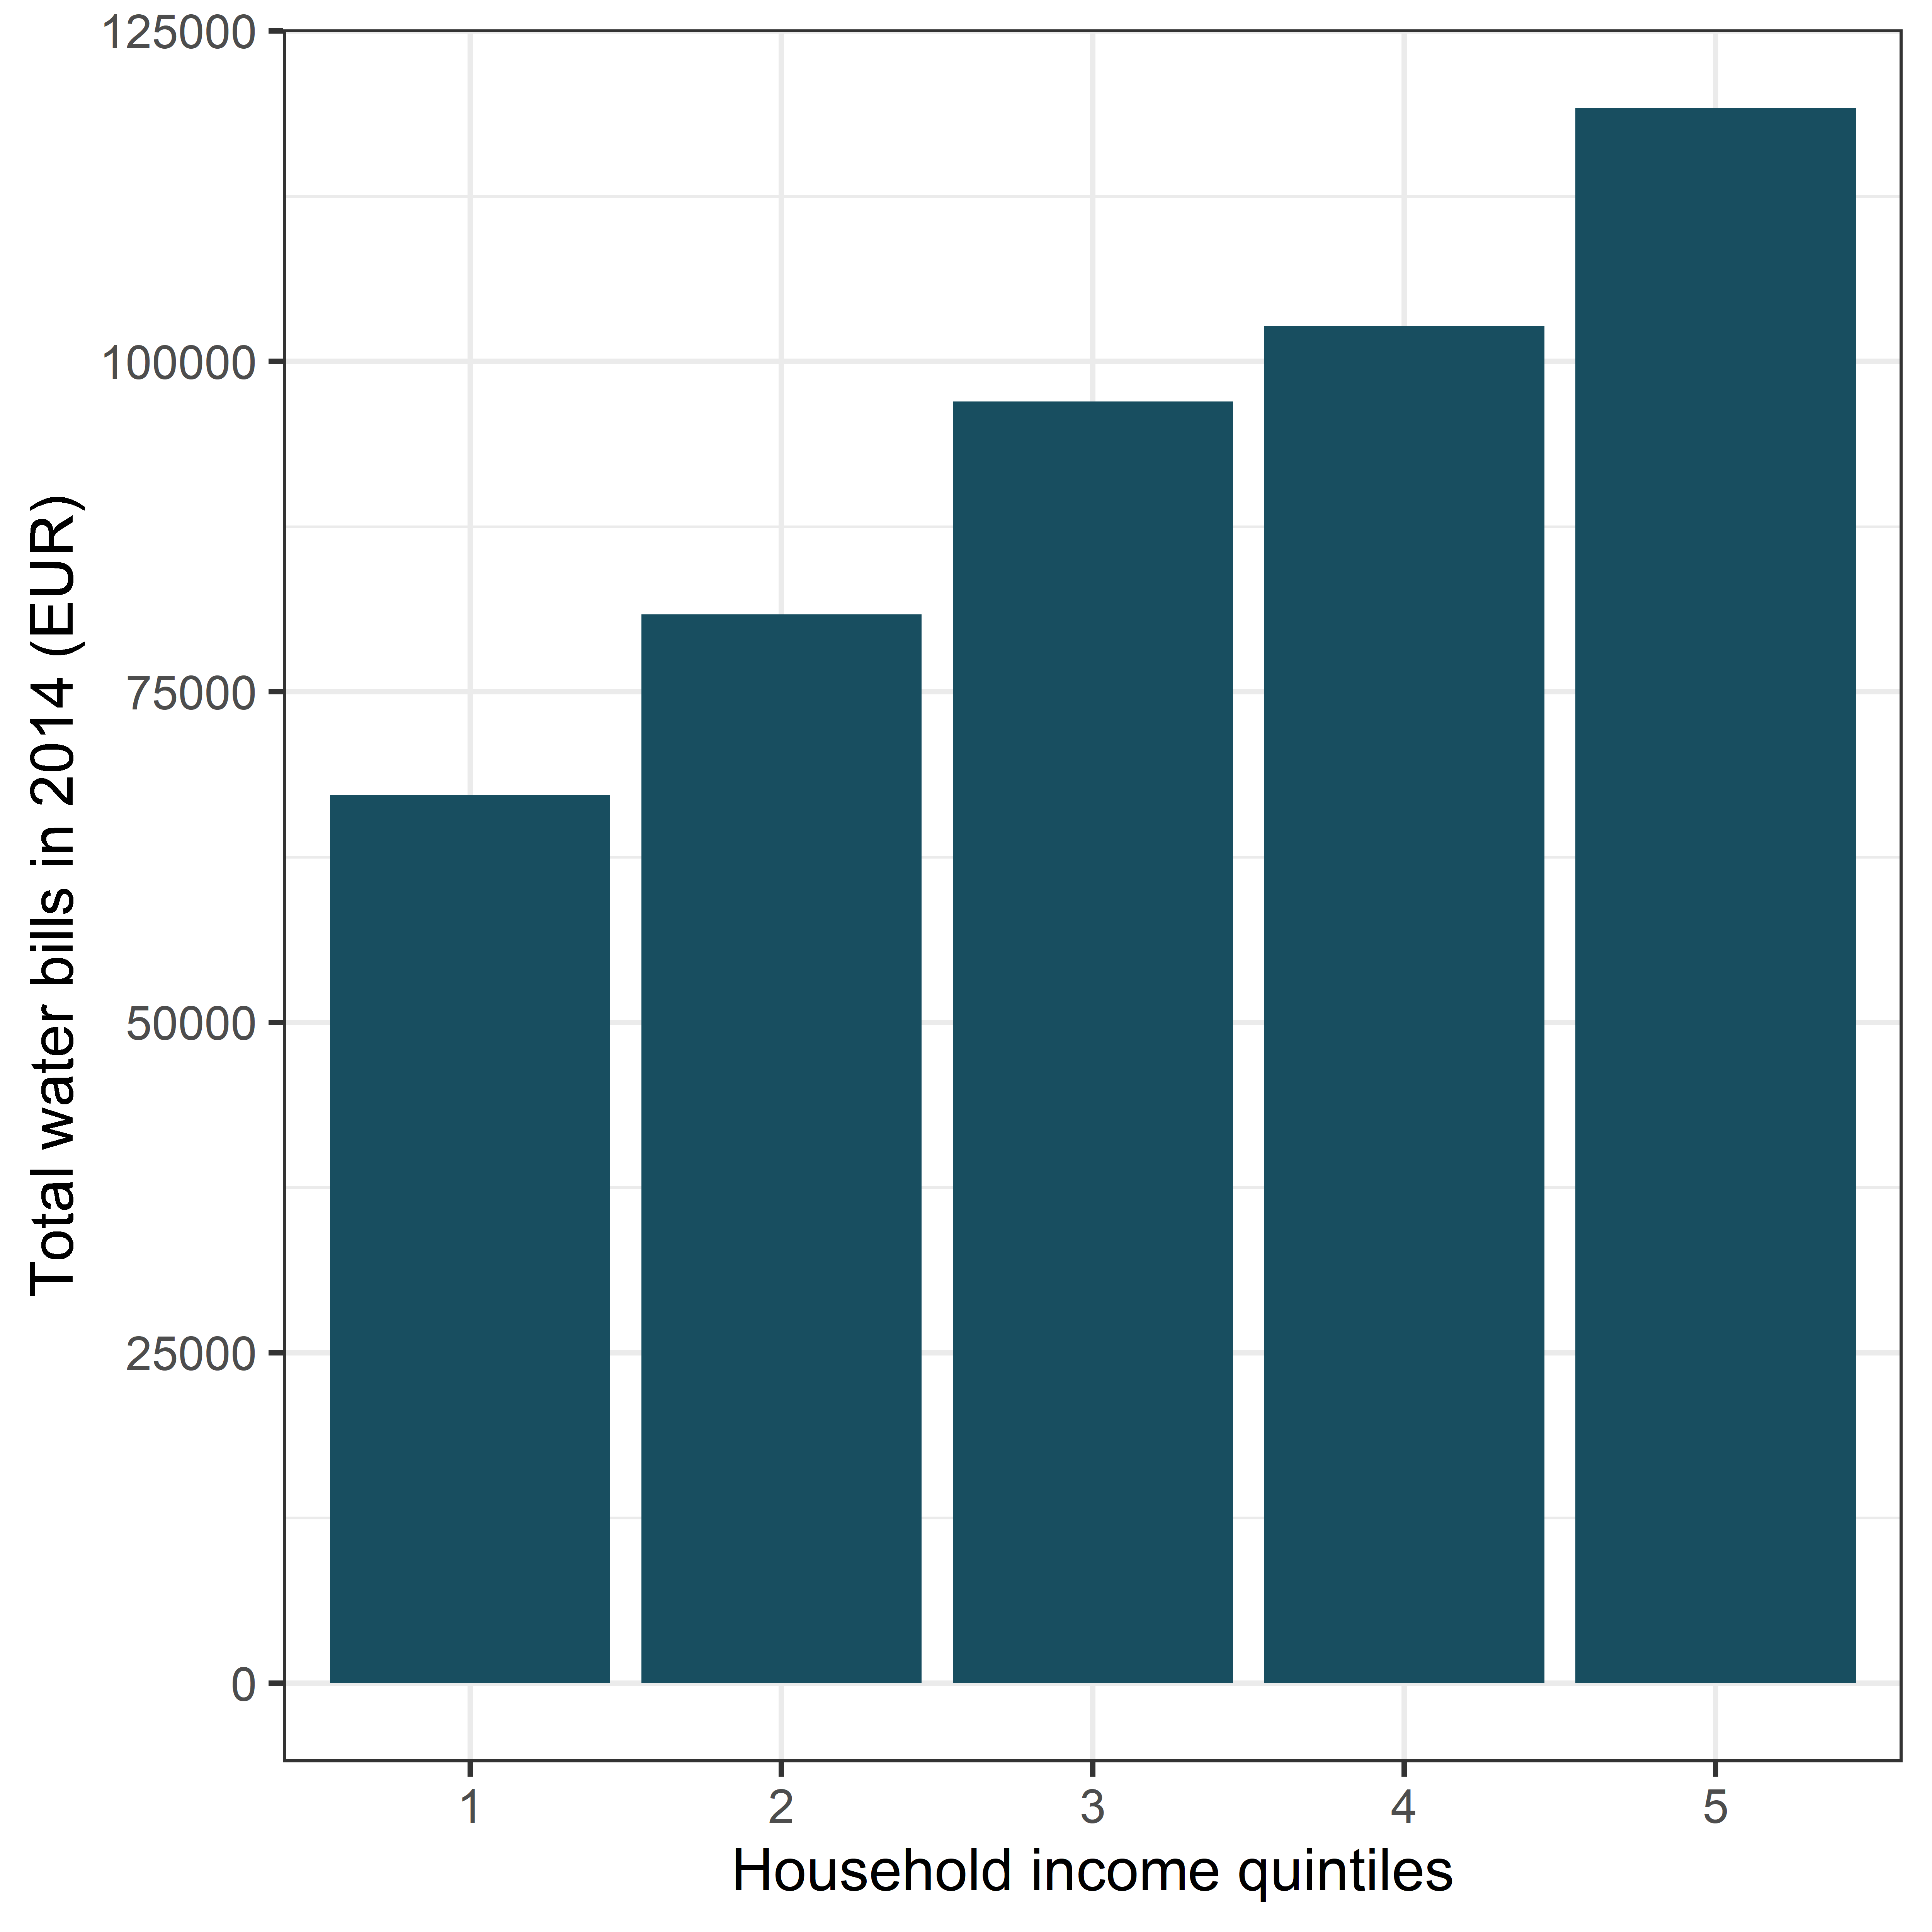 125000
100000
75000
50000
25000
0
Total water bills in 2014 (EUR)
1 2 3 4 5
Household income quintiles